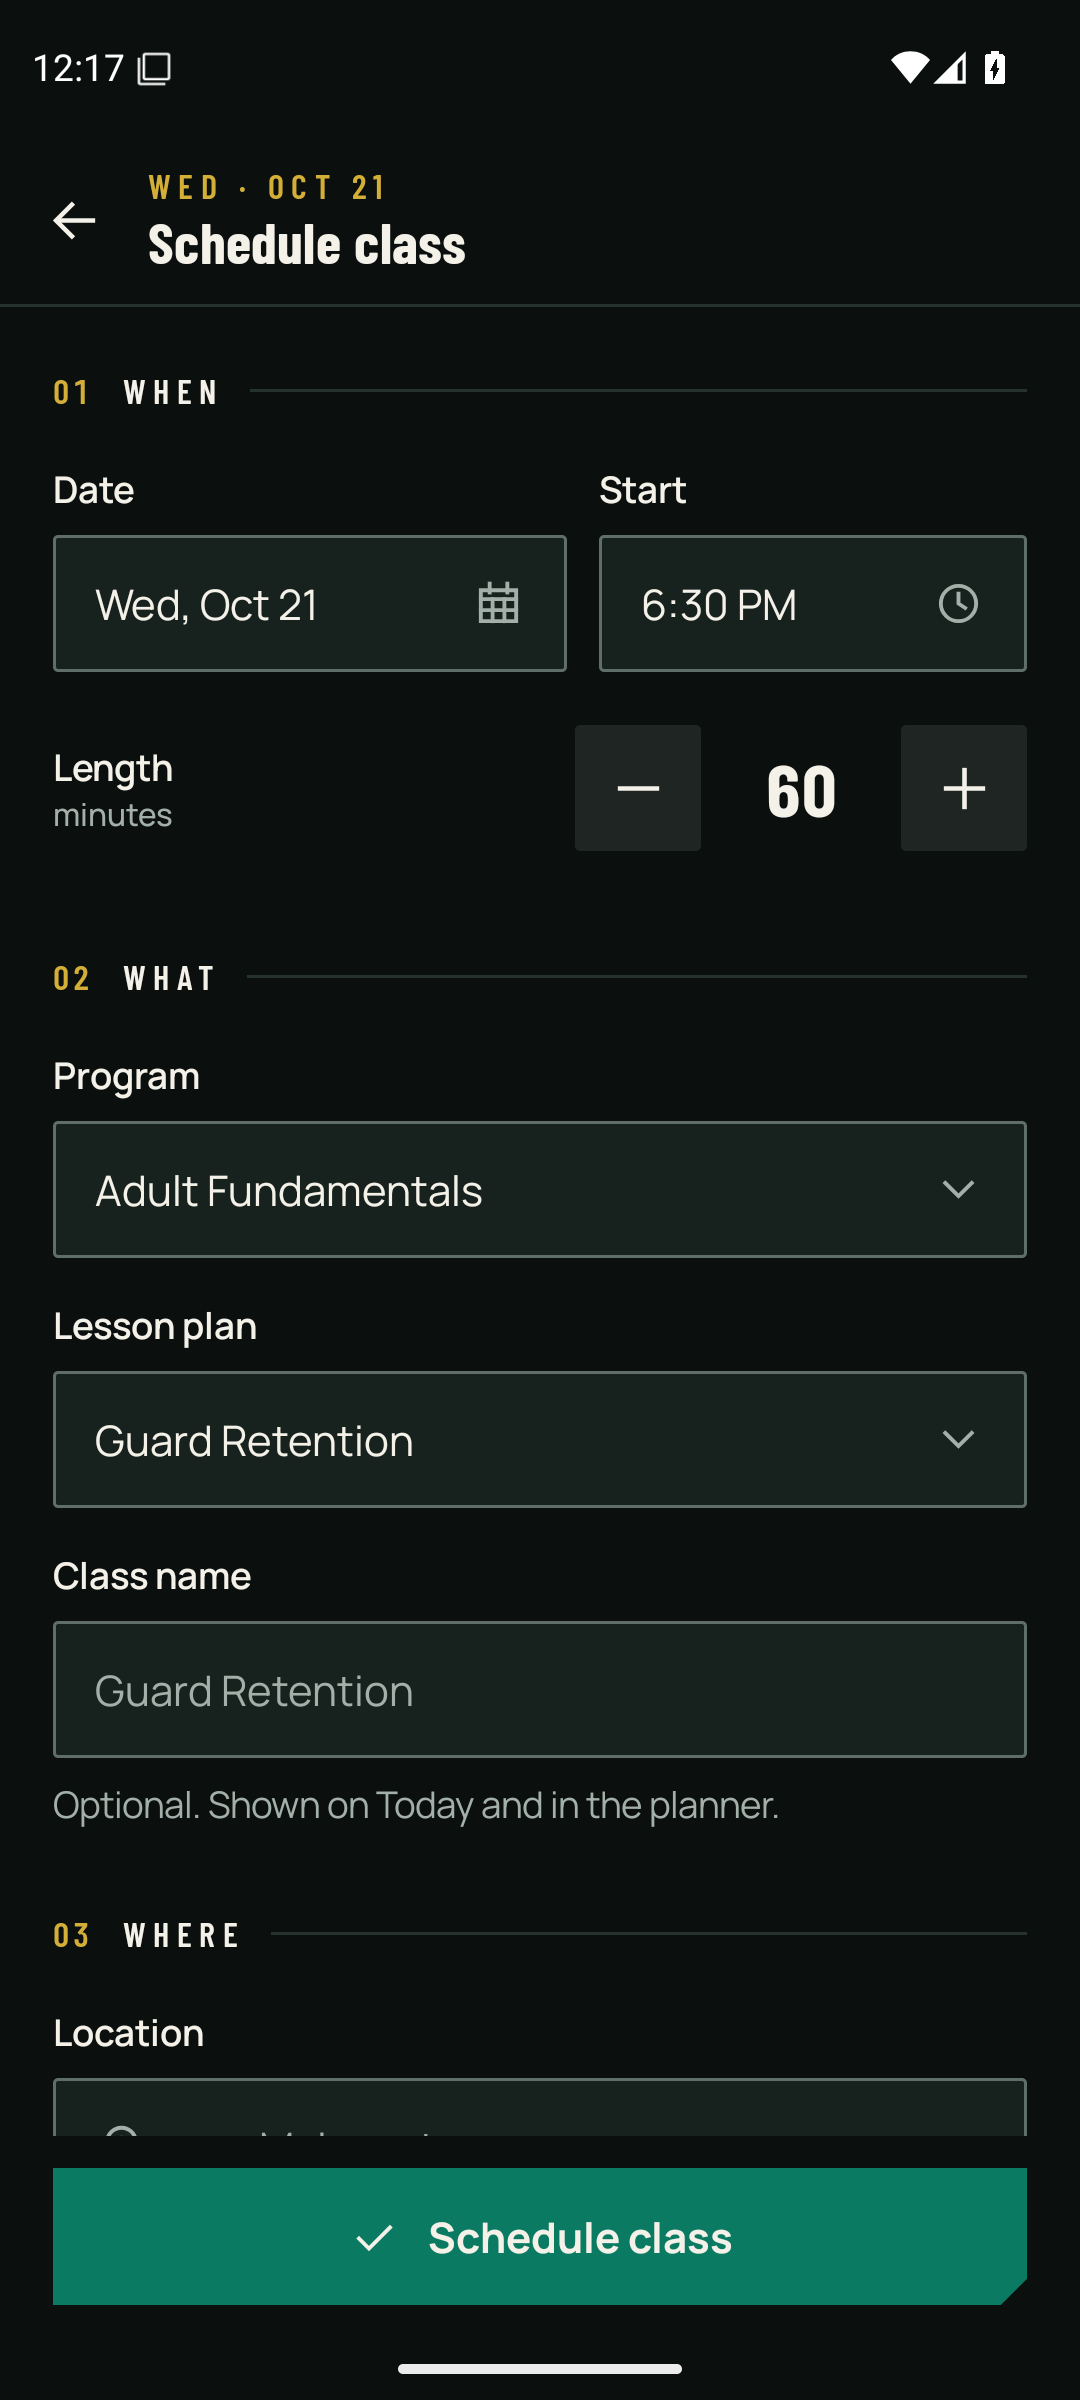 12:17
WED · OCT 21
Schedule class
01 WHEN
Date Start
Wed, Oct 21 6:30 PM
Length
minutes
60
02 WHAT
Program
Adult Fundamentals
Lesson plan
Guard Retention
Class name
Guard Retention
Optional. Shown on Today and in the planner.
03 WHERE
Location
Schedule class